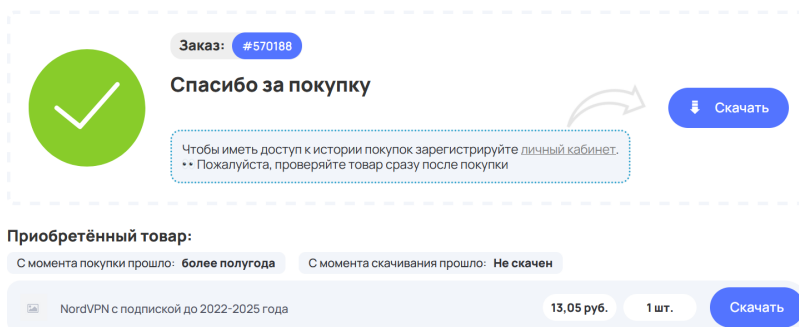 Заказ: #570188
Спасибо за покупку
Скачать
Чтобы иметь доступ к истории покупок зарегистрируйте личный кабинет.
👀 Пожалуйста, проверяйте товар сразу после покупки
Приобретённый товар:
С момента покупки прошло: более полугода С момента скачивания прошло: Не скачен
NordVPN с подпиской до 2022-2025 года 13,05 руб. 1 шт. Скачать